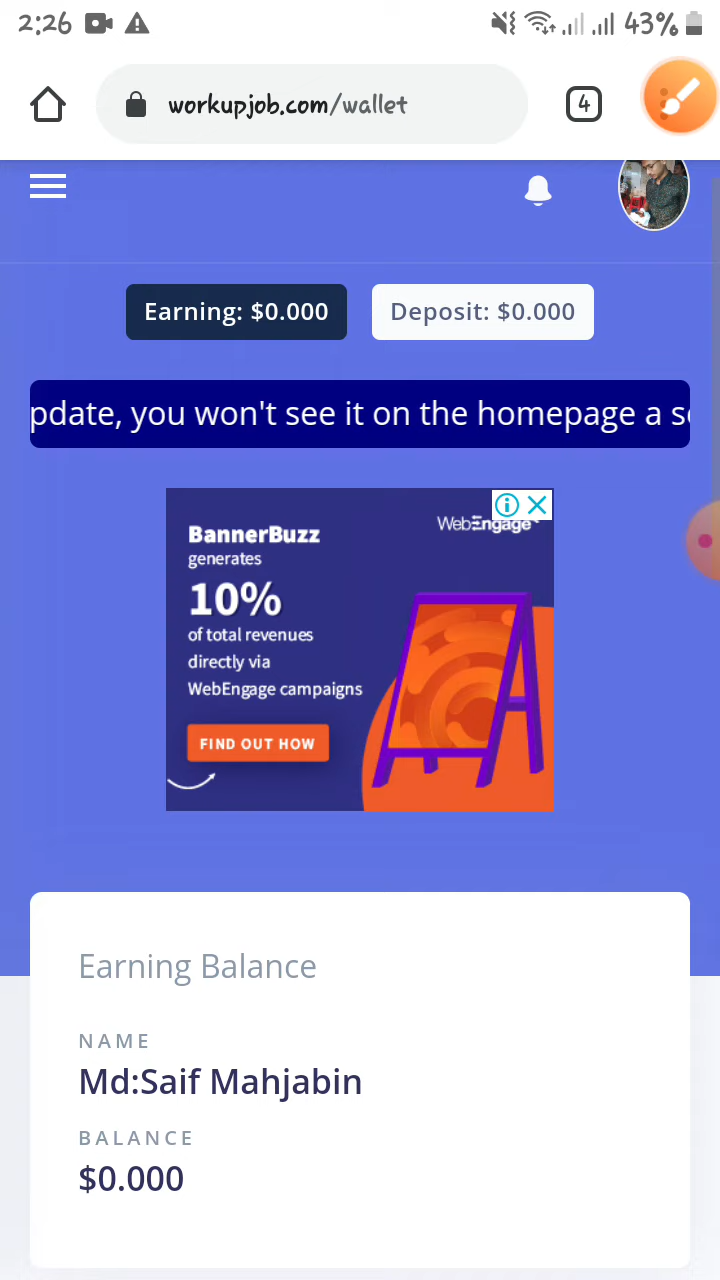 2:26
43%
workupjob.com/wallet
4
Earning: $0.000
Deposit: $0.000
pdate, you won't see it on the homepage a s
WebEngage
BannerBuzz
generates
10%
of total revenues
directly via
WebEngage campaigns
FIND OUT HOW
Earning Balance
NAME
Md:Saif Mahjabin
BALANCE
$0.000